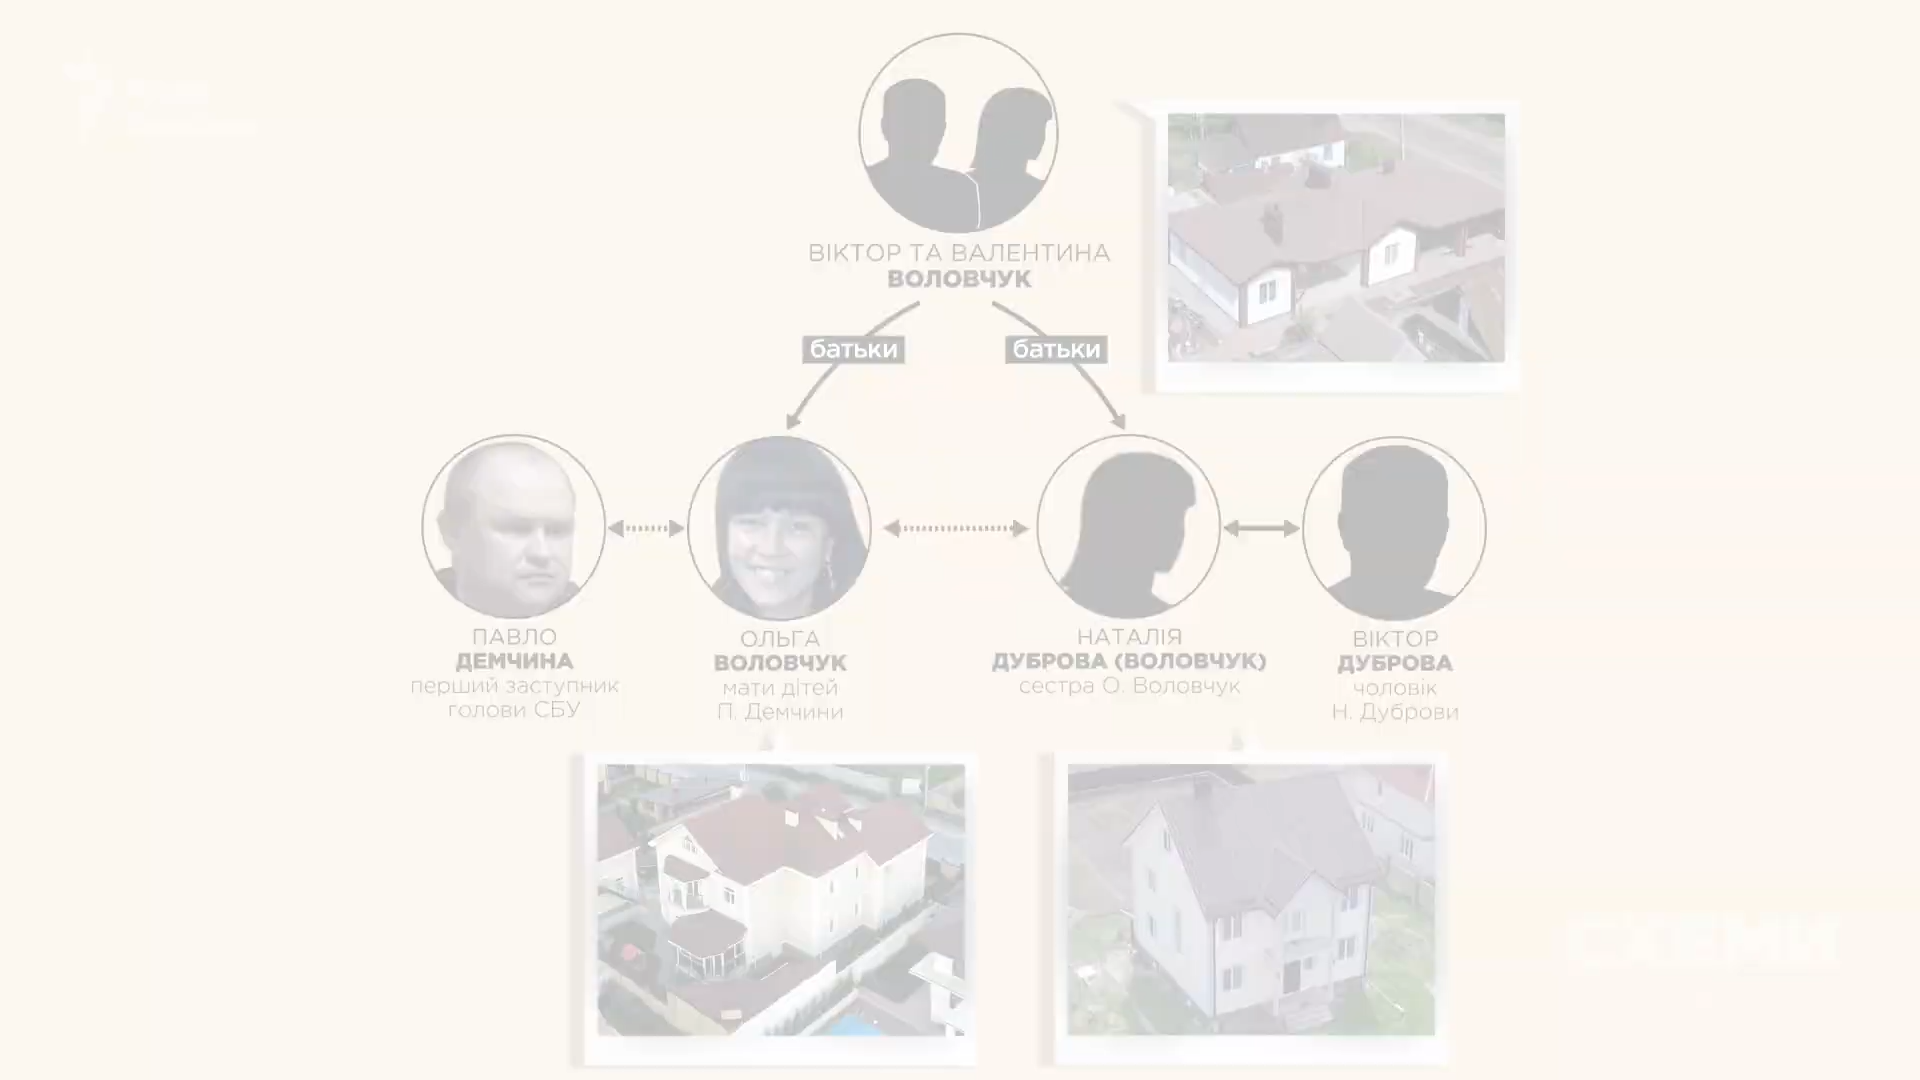 ВІКТОР ТА ВАЛЕНТИНА
ВОЛОВЧУК
батьки
батьки
ПАВЛО
ДЕМЧИНА
перший заступник
голови СБУ
ОЛЬГА
ВОЛОВЧУК
мати дітей
П. Демчини
НАТАЛІЯ
ДУБРОВА (ВОЛОВЧУК)
сестра О. Воловчук
ВІКТОР
ДУБРОВА
чоловік
Н. Дуброви
СХЕМИ